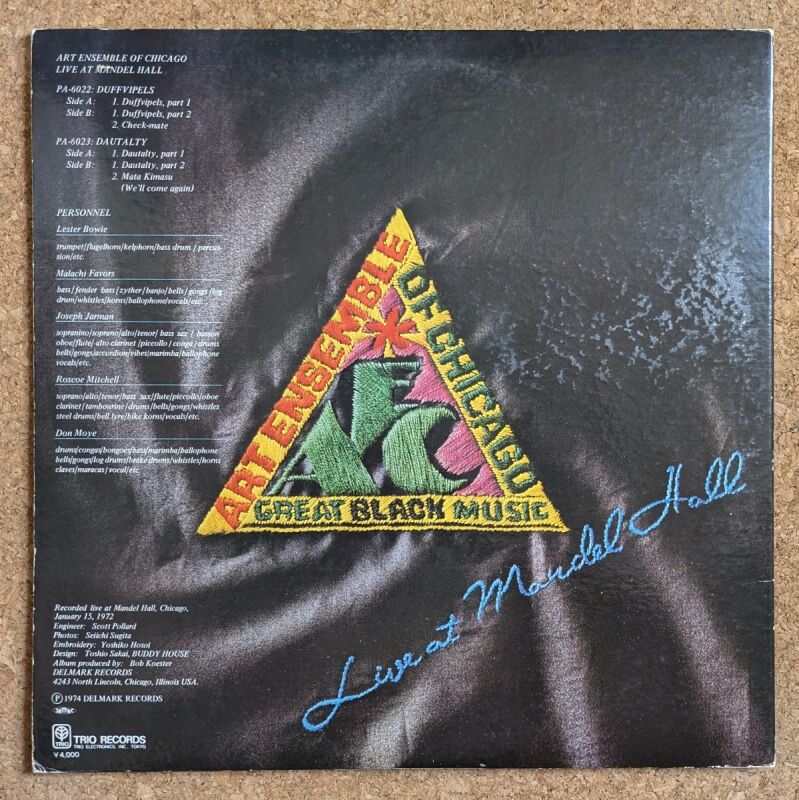 ART ENSEMBLE OF CHICAGO
LIVE AT MANDEL HALL
PA-6022: DUFFVIPELS
Side A: 1. Duffvipels, part 1
Side B: 1. Duffvipels, part 2
2. Check-mate
PA-6023: DAUTALTY
Side A: 1. Dautalty, part 1
Side B: 1. Dautalty, part 2
2. Mata Kimasu
(We'll come again)
PERSONNEL
Lester Bowie
trumpet/flugelhorn/kelphorn/bass drum / percus-
sion/etc.
Malachi Favors
bass/fender bass/zyther/banjo/bells/gongs/log
drum/whistles/horns/ballophone/vocals/etc.
Joseph Jarman
sopranino/soprano/alto/tenor/ bass sax / basson
oboe/flute/ alto clarinet /piccollo / conga / drums
bells/gongs/accordion/vibes/marimba/ballophone
vocals/etc.
Roscoe Mitchell
soprano/alto/tenor/bass sax/flute/piccollo/oboe
clarinet/tambourine/drums/bells/gongs/whistles
steel drums/bell lyre/bike korns/vocals/etc.
Don Moye
drums/congas/bongoes/bass/marimba/ballophone
bells/gongs/log drums/brake drums/whistles/horns
claves/maracas/vocal/etc.
ART ENSEMBLE
OF CHICAGO
AEC
GREAT BLACK MUSIC
Live at Mandel Hall
Recorded live at Mandel Hall, Chicago,
January 15, 1972
Engineer: Scott Pollard
Photos: Seiichi Sugita
Embroidery: Yoshiko Hosoi
Design: Toshio Sakai, BUDDY HOUSE
Album produced by: Bob Koester
DELMARK RECORDS
4243 North Lincoln, Chicago, Illinois USA.
Ⓟ 1974 DELMARK RECORDS
TRIO
TRIO RECORDS
TRIO ELECTRONICS, INC., TOKYO
¥4,000